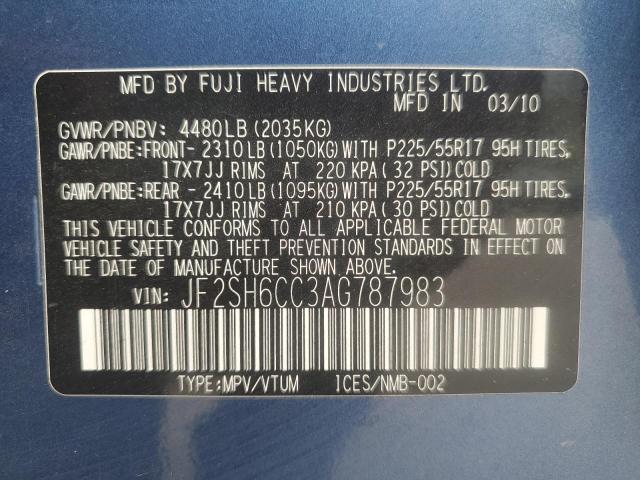 MFD BY FUJI HEAVY INDUSTRIES LTD.
MFD IN 03/10
GVWR/PNBV: 4480LB(2035KG)
GAWR/PNBE:FRONT- 2310LB(1050KG)WITH P225/55R17 95H TIRES,
17X7JJ RIMS AT 220 KPA( 32 PSI)COLD
GAWR/PNBE:REAR - 2410LB(1095KG)WITH P225/55R17 95H TIRES,
17X7JJ RIMS AT 210 KPA( 30 PSI)COLD
THIS VEHICLE CONFORMS TO ALL APPLICABLE FEDERAL MOTOR
VEHICLE SAFETY AND THEFT PREVENTION STANDARDS IN EFFECT ON
THE DATE OF MANUFACTURE SHOWN ABOVE.
VIN: JF2SH6CC3AG787983
TYPE:MPV/VTUM ICES/NMB-002